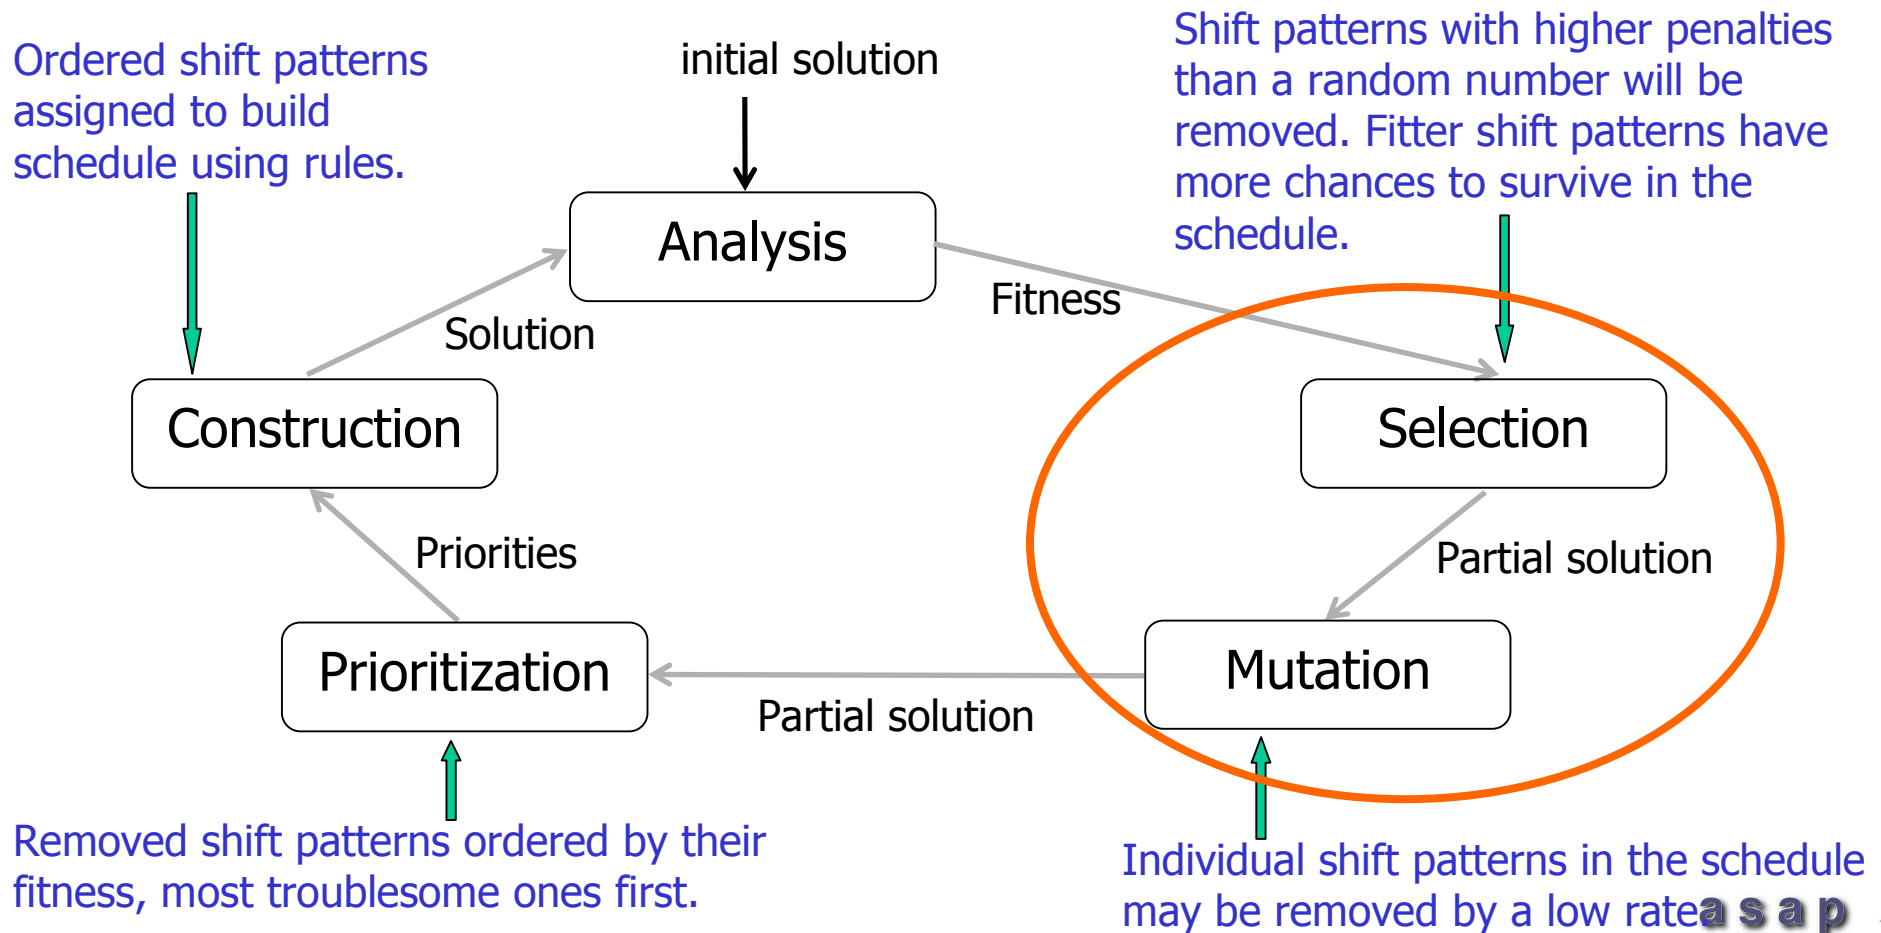 Ordered shift patterns
assigned to build
schedule using rules.
initial solution
Shift patterns with higher penalties
than a random number will be
removed. Fitter shift patterns have
more chances to survive in the
schedule.
Analysis
Fitness
Solution
Construction
Selection
Priorities
Partial solution
Prioritization
Mutation
Partial solution
Removed shift patterns ordered by their
fitness, most troublesome ones first.
Individual shift patterns in the schedule
may be removed by a low rate.
a s a p